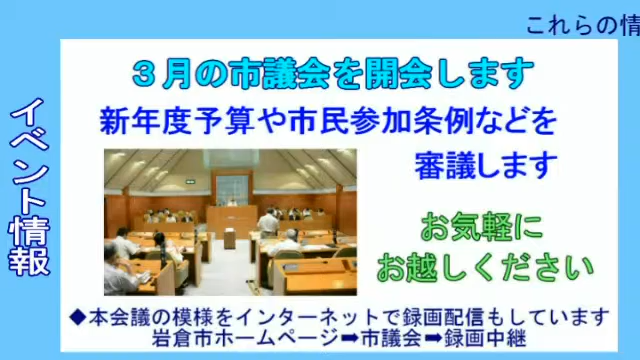 これらの情
イベント情報
３月の市議会を開会します
新年度予算や市民参加条例などを
審議します
お気軽に
お越しください
◆本会議の模様をインターネットで録画配信もしています
岩倉市ホームページ➡市議会➡録画中継